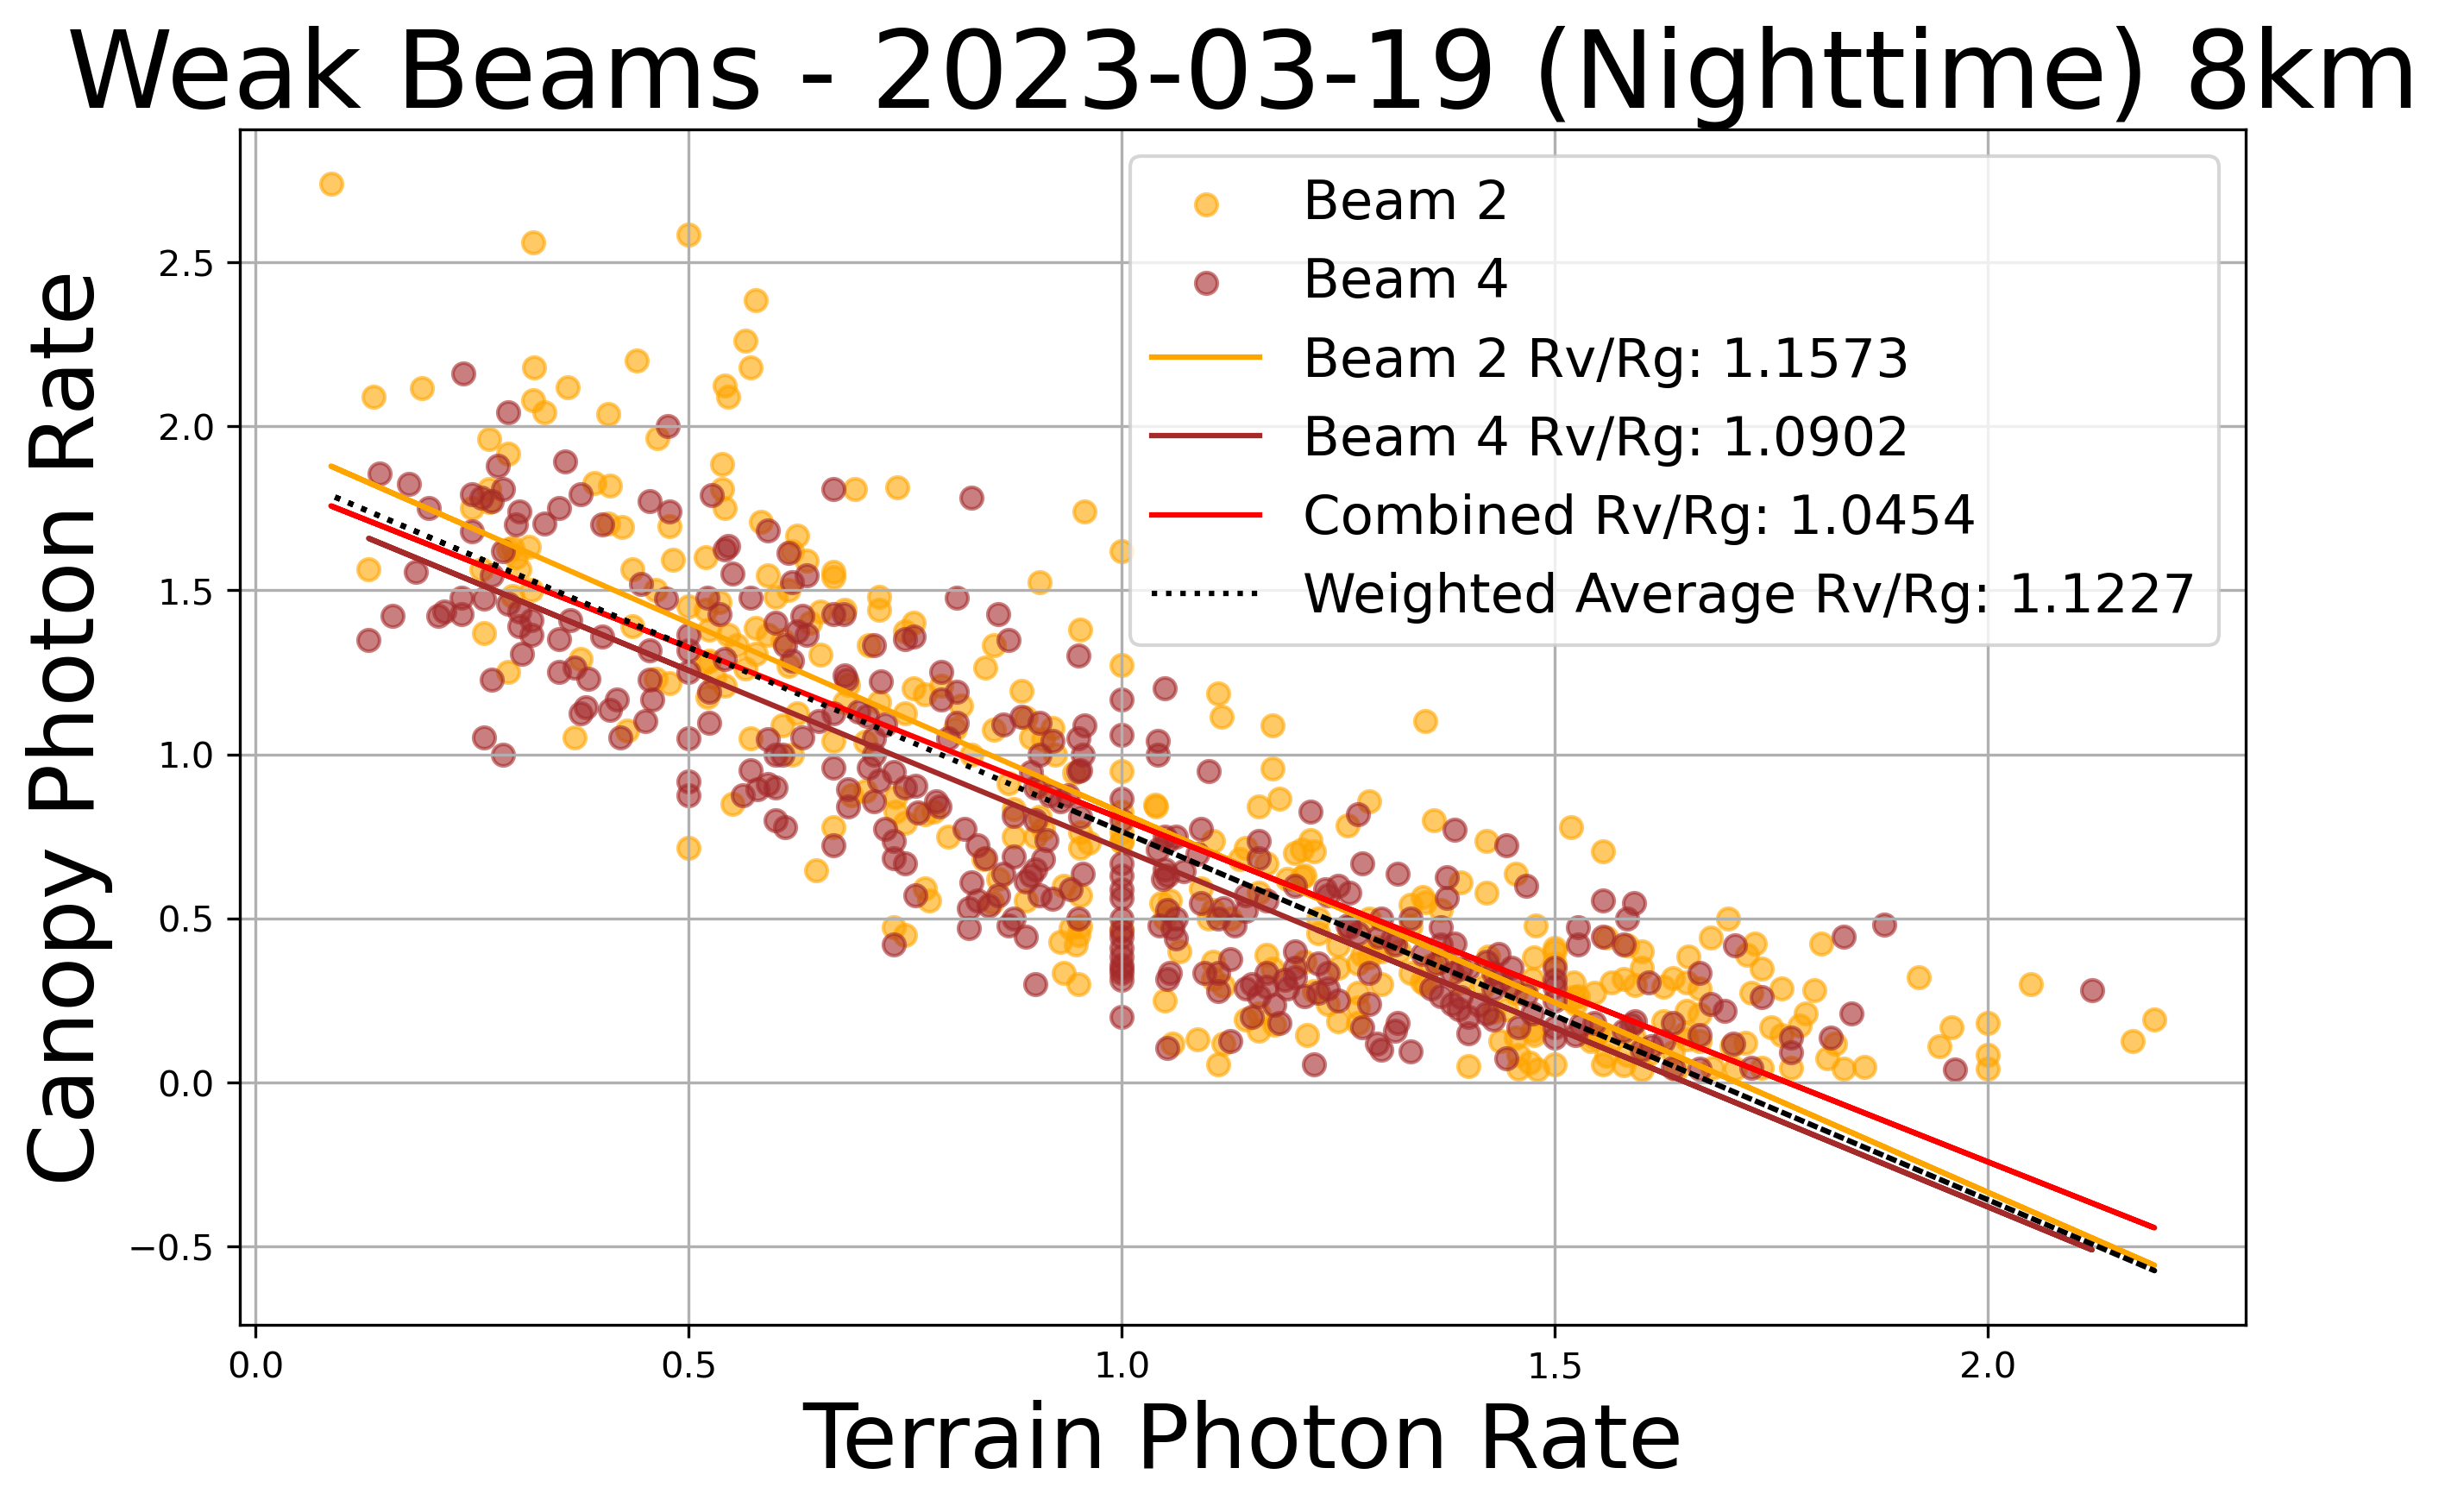 Weak Beams - 2023-03-19 (Nighttime) 8km
Canopy Photon Rate
2.5
2.0
1.5
1.0
0.5
0.0
−0.5
Beam 2
Beam 4
Beam 2 Rv/Rg: 1.1573
Beam 4 Rv/Rg: 1.0902
Combined Rv/Rg: 1.0454
Weighted Average Rv/Rg: 1.1227
0.0 0.5 1.0 1.5 2.0
Terrain Photon Rate